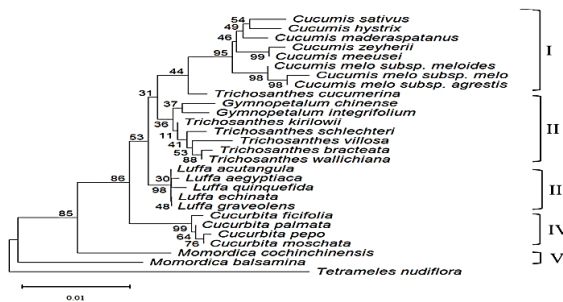 54
Cucumis sativus
49
Cucumis hystrix
46
Cucumis maderaspatanus
Cucumis zeyherii
95
99
Cucumis meeusei
I
Cucumis melo subsp. meloides
44
98
Cucumis melo subsp. melo
98
Cucumis melo subsp. agrestis
31
Trichosanthes cucumerina
37
Gymnopetalum chinense
Gymnopetalum integrifolium
36
Trichosanthes kirilowii
II
11
Trichosanthes schlechteri
53
41
Trichosanthes villosa
53
Trichosanthes bracteata
88
Trichosanthes wallichiana
Luffa acutangula
86
30
Luffa aegyptiaca
98
Luffa quinquefida
II
Luffa echinata
48
Luffa graveolens
85
Cucurbita ficifolia
99
Cucurbita palmata
IV
64
Cucurbita pepo
76
Cucurbita moschata
Momordica cochinchinensis
V
Momordica balsamina
Tetrameles nudiflora
0.01